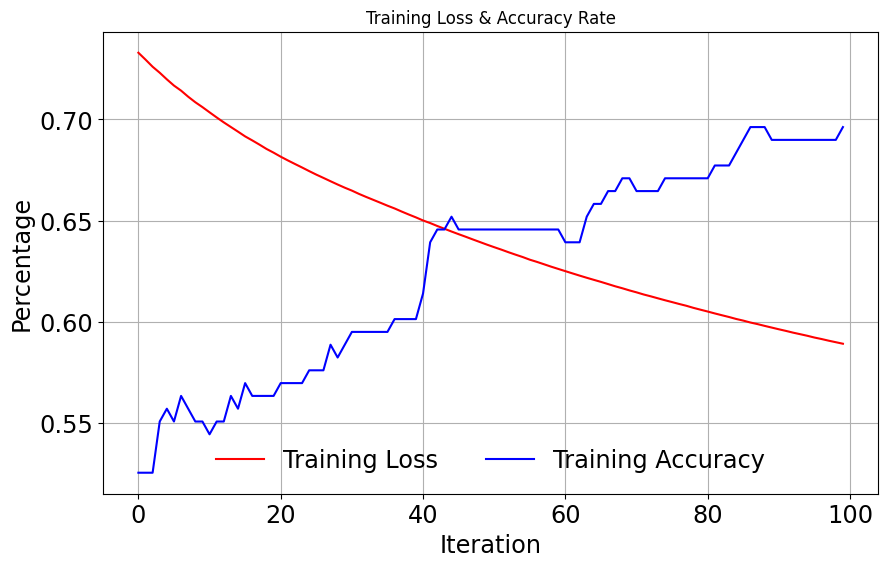 Training Loss & Accuracy Rate
0.70
0.65
0.60
0.55
Percentage
Training Loss Training Accuracy
0 20 40 60 80 100
Iteration